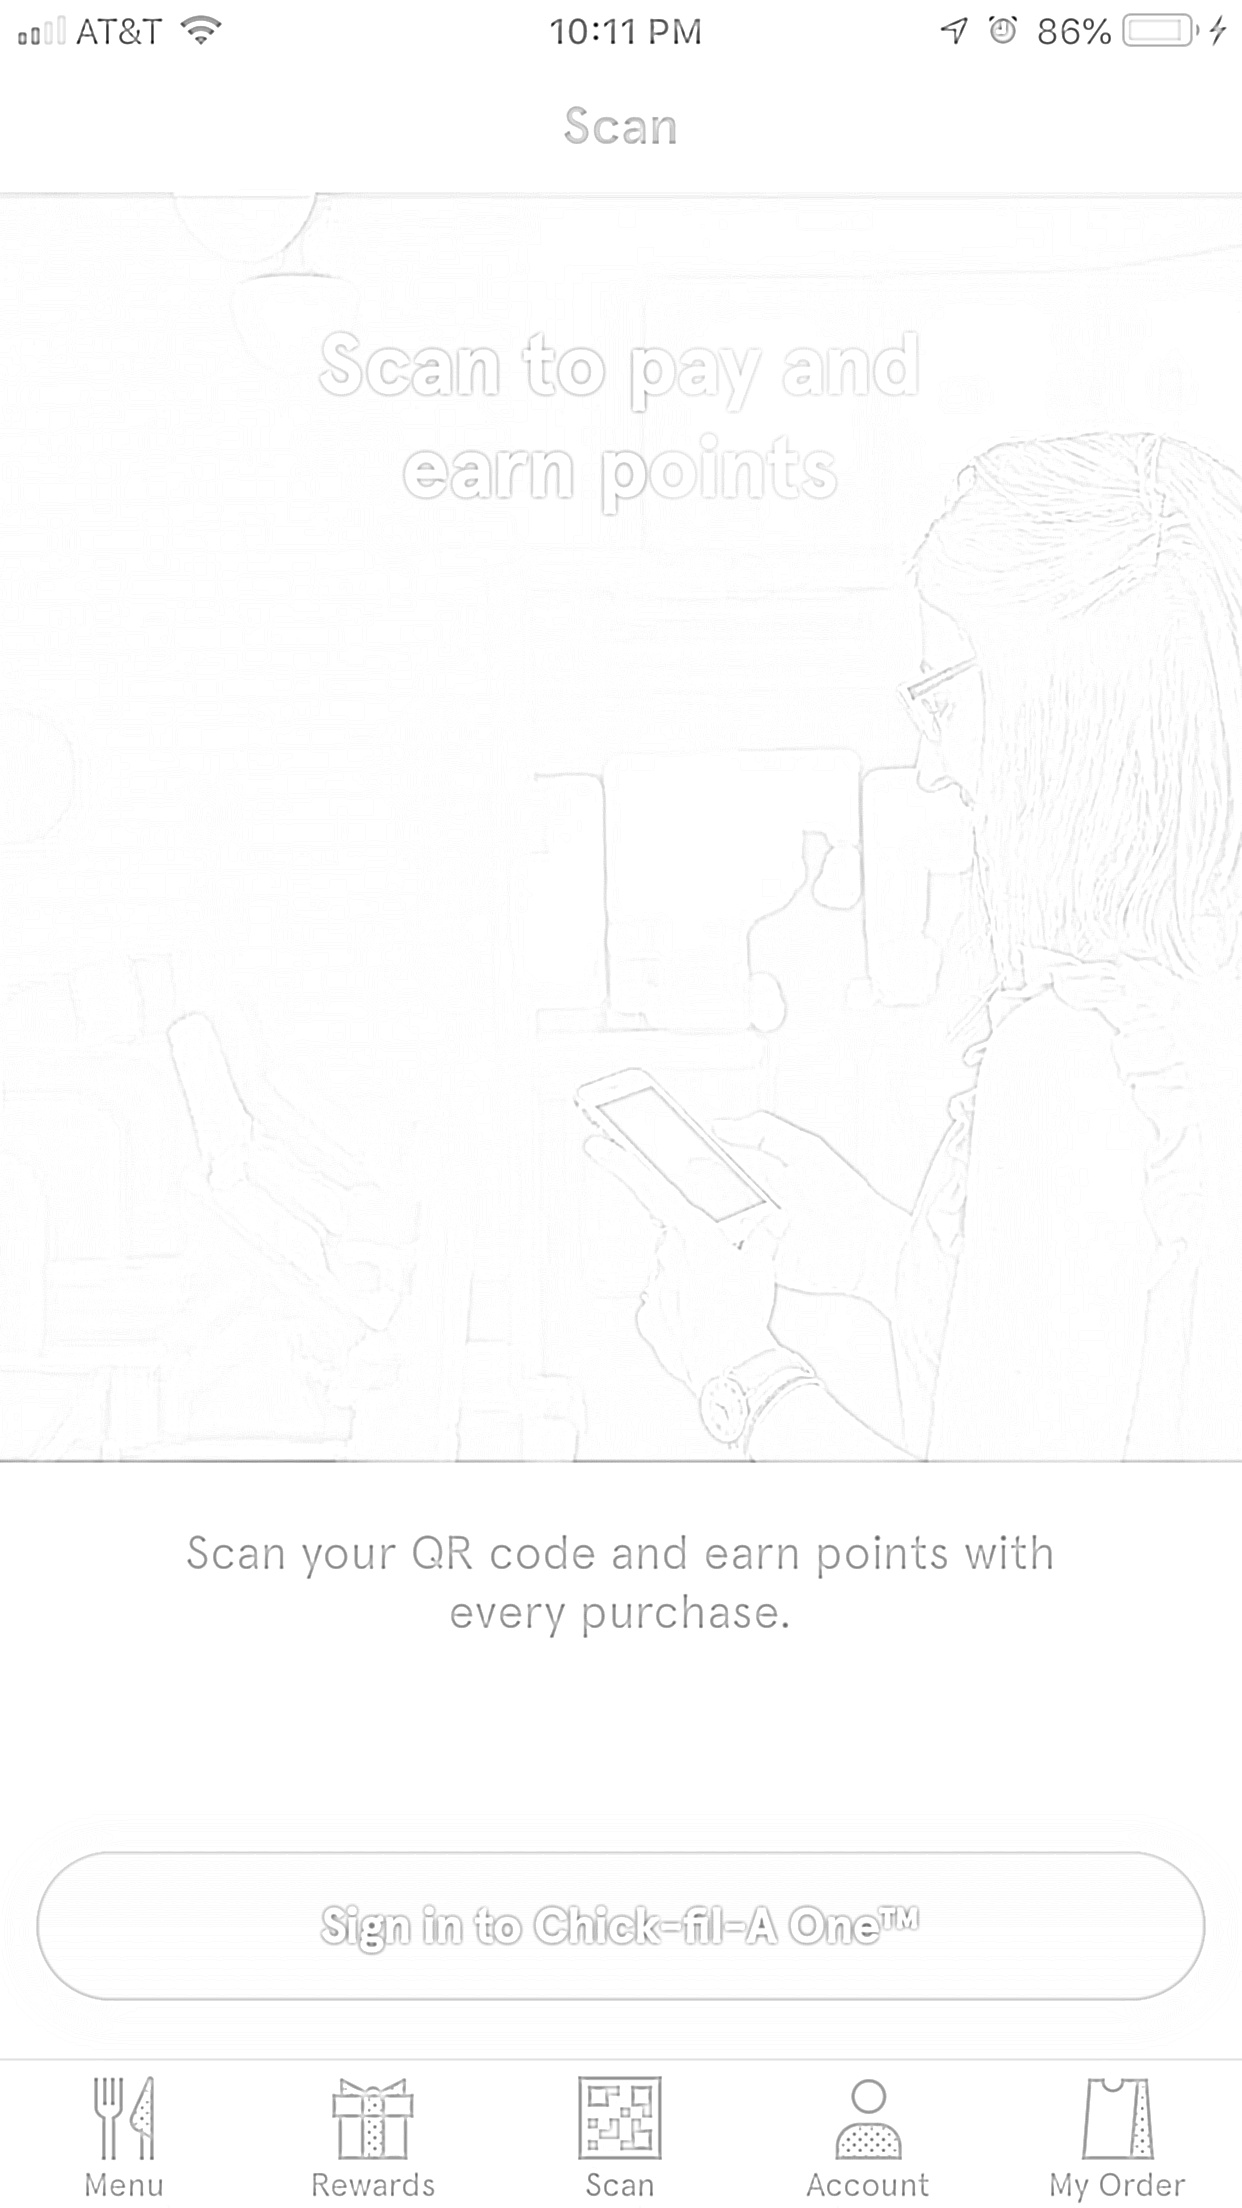 AT&T 10:11 PM 86%
Scan
Scan to pay and
earn points
Scan your QR code and earn points with
every purchase.
Sign in to Chick-fil-A One™
Menu Rewards Scan Account My Order